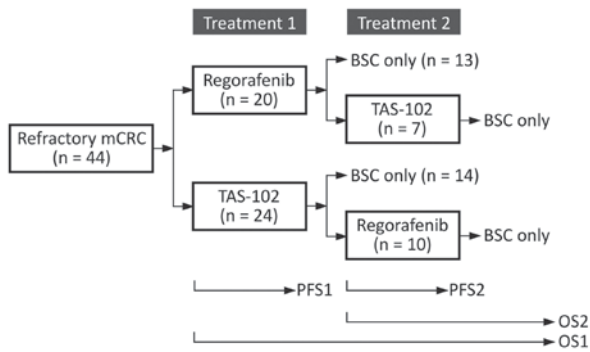 Treatment 1
Treatment 2
Refractory mCRC
(n = 44)
Regorafenib
(n = 20)
BSC only (n = 13)
TAS-102
(n = 7)
BSC only
TAS-102
(n = 24)
BSC only (n = 14)
Regorafenib
(n = 10)
BSC only
PFS1
PFS2
OS2
OS1